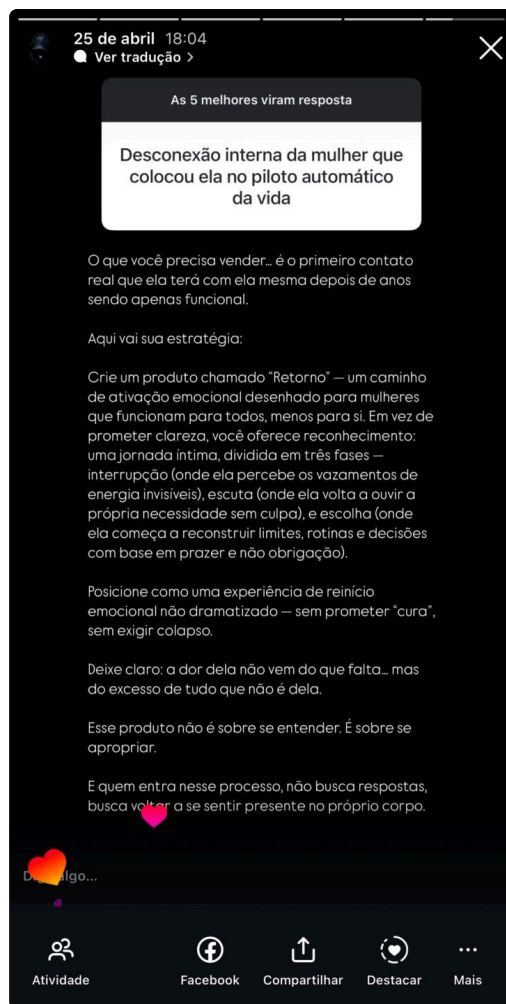 25 de abril 18:04
Ver tradução >
As 5 melhores viram resposta
Desconexão interna da mulher que
colocou ela no piloto automático
da vida
O que você precisa vender… é o primeiro contato
real que ela terá com ela mesma depois de anos
sendo apenas funcional.
Aqui vai sua estratégia:
Crie um produto chamado "Retorno" — um caminho
de ativação emocional desenhado para mulheres
que funcionam para todos, menos para si. Em vez de
prometer clareza, você oferece reconhecimento:
uma jornada íntima, dividida em três fases —
interrupção (onde ela percebe os vazamentos de
energia invisíveis), escuta (onde ela volta a ouvir a
própria necessidade sem culpa), e escolha (onde
ela começa a reconstruir limites, rotinas e decisões
com base em prazer e não obrigação).
Posicione como uma experiência de reinício
emocional não dramatizado — sem prometer "cura",
sem exigir colapso.
Deixe claro: a dor dela não vem do que falta… mas
do excesso de tudo que não é dela.
Esse produto não é sobre se entender. É sobre se
apropriar.
E quem entra nesse processo, não busca respostas,
busca voltar a se sentir presente no próprio corpo.
algo...
Atividade
Facebook
Compartilhar
Destacar
Mais